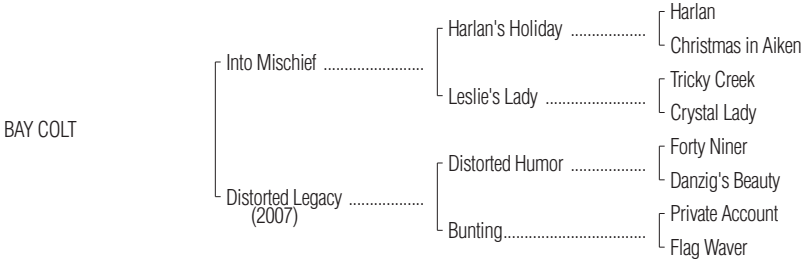 Harlan
Harlan's Holiday ..................
Christmas in Aiken
Into Mischief ........................
Tricky Creek
Leslie's Lady ........................
Crystal Lady
BAY COLT
Forty Niner
Distorted Humor ..................
Danzig's Beauty
Distorted Legacy ..................
(2007)
Private Account
Bunting..................................
Flag Waver